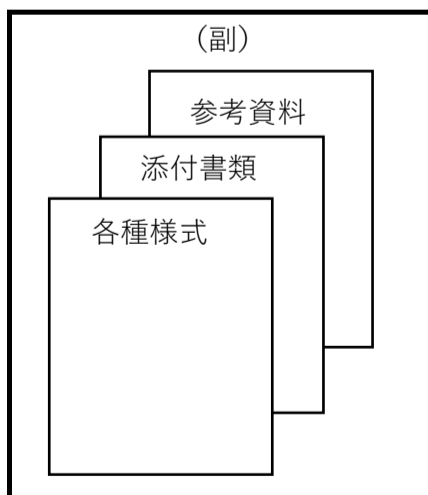 （副）
参考資料
添付書類
各種様式